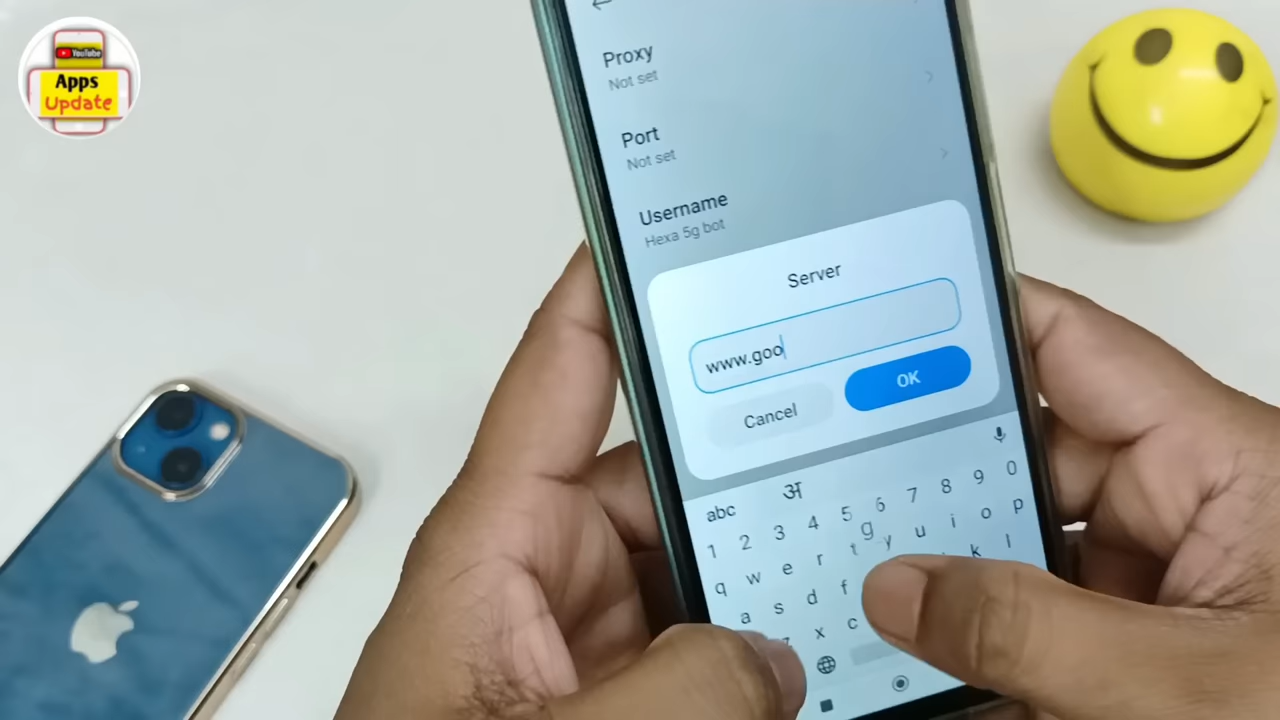 YouTube
Apps
Update
Proxy
Not set
Port
Not set
Username
Hexa 5g bot
Server
www.goo
Cancel
OK
abc अ
1 2 3 4 5 6 7 8 9 0
q w e r t y u i o p
a s d f g k l
z x c